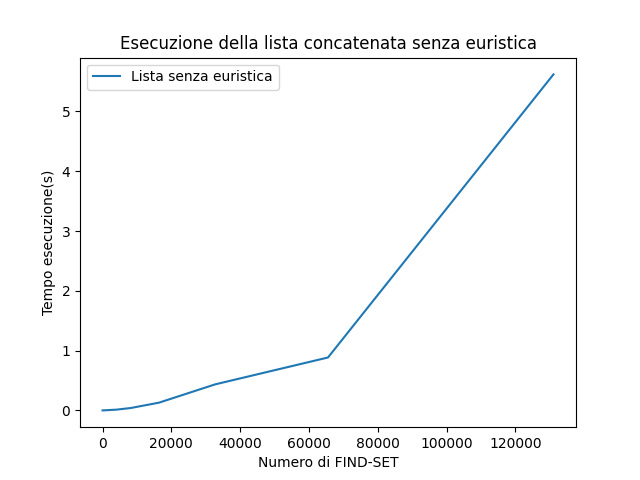 Esecuzione della lista concatenata senza euristica
Lista senza euristica
5
4
3
2
1
0
Tempo esecuzione(s)
0 20000 40000 60000 80000 100000 120000
Numero di FIND-SET